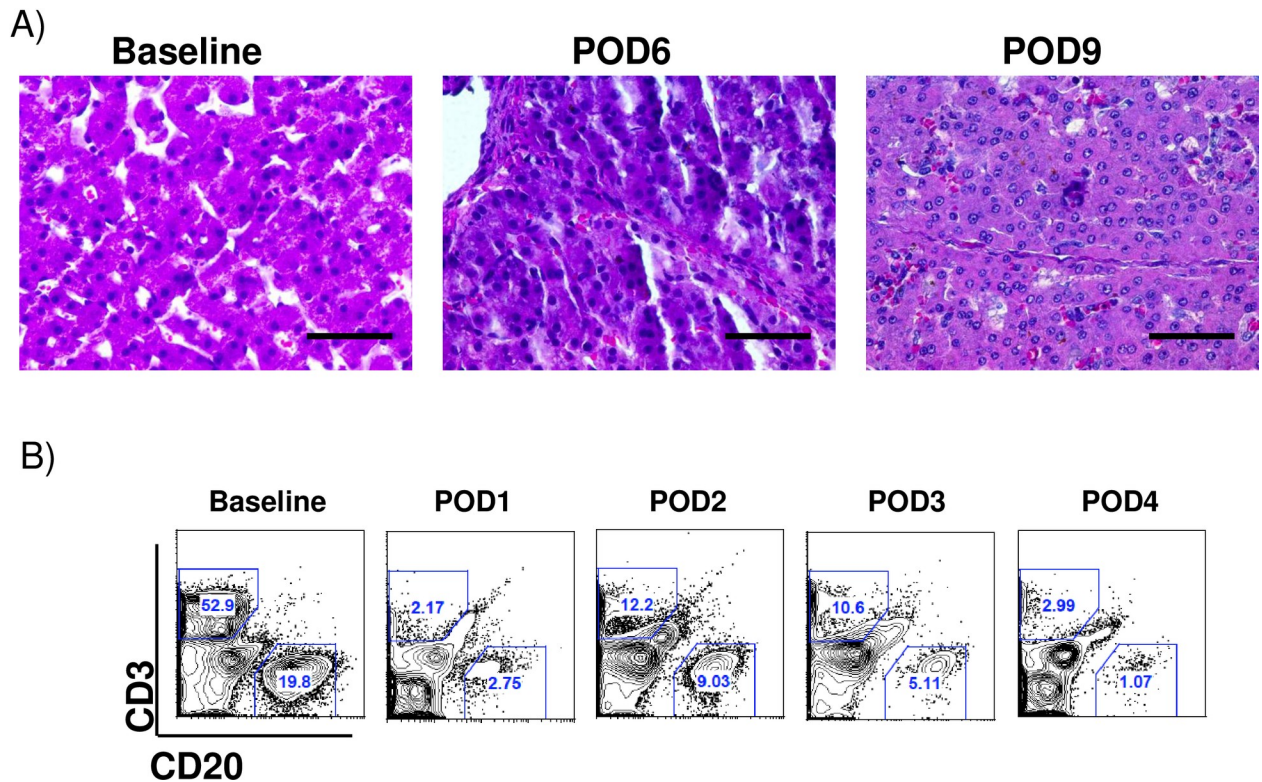 A)
Baseline POD6 POD9
B)
Baseline POD1 POD2 POD3 POD4
52.9 2.17 12.2 10.6 2.99
19.8 2.75 9.03 5.11 1.07
CD3
CD20